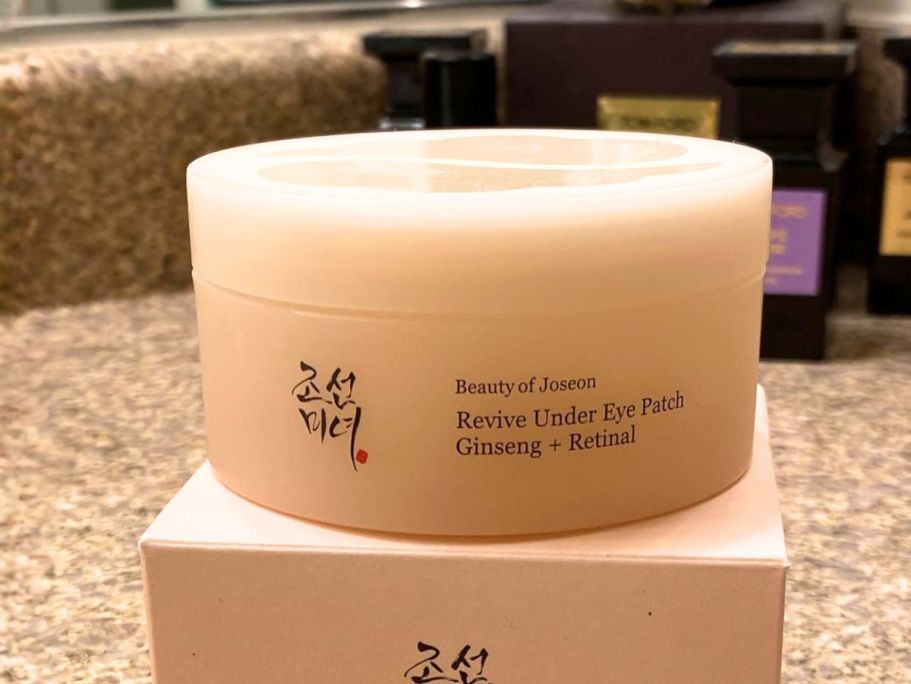 TOM FORD
조선
미녀
Beauty of Joseon
Revive Under Eye Patch
Ginseng + Retinal
조선